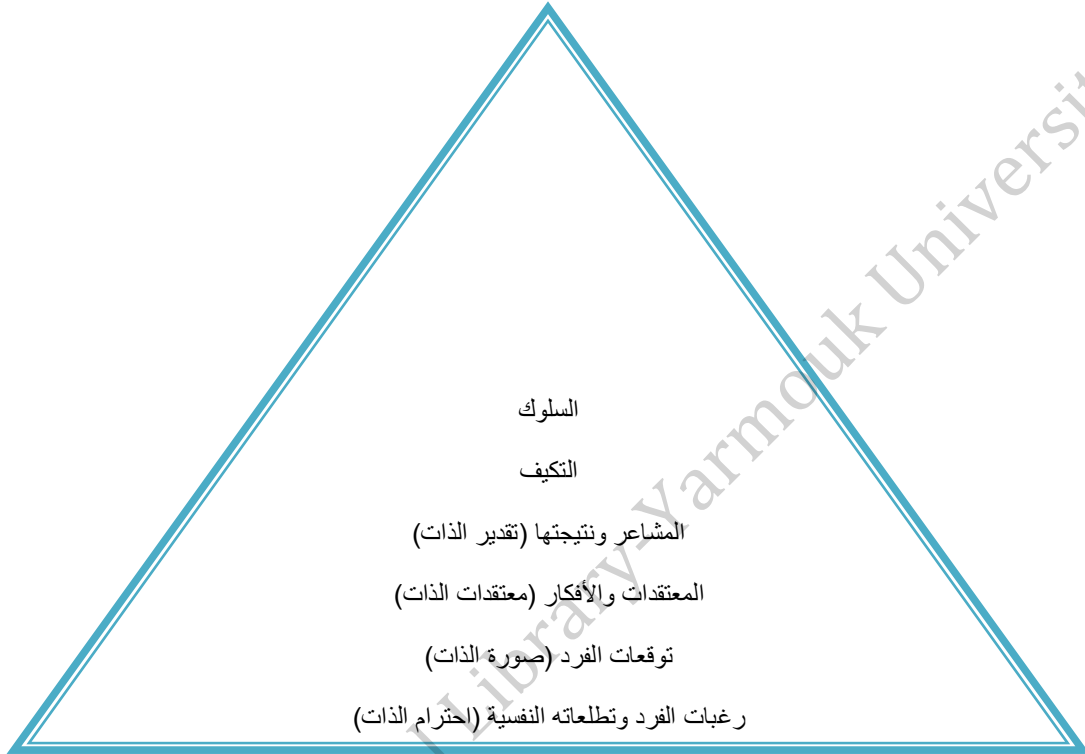 السلوك
التكيف
المشاعر ونتيجتها (تقدير الذات)
المعتقدات والأفكار (معتقدات الذات)
توقعات الفرد (صورة الذات)
رغبات الفرد وتطلعاته النفسية (احترام الذات)
Library-Yarmouk